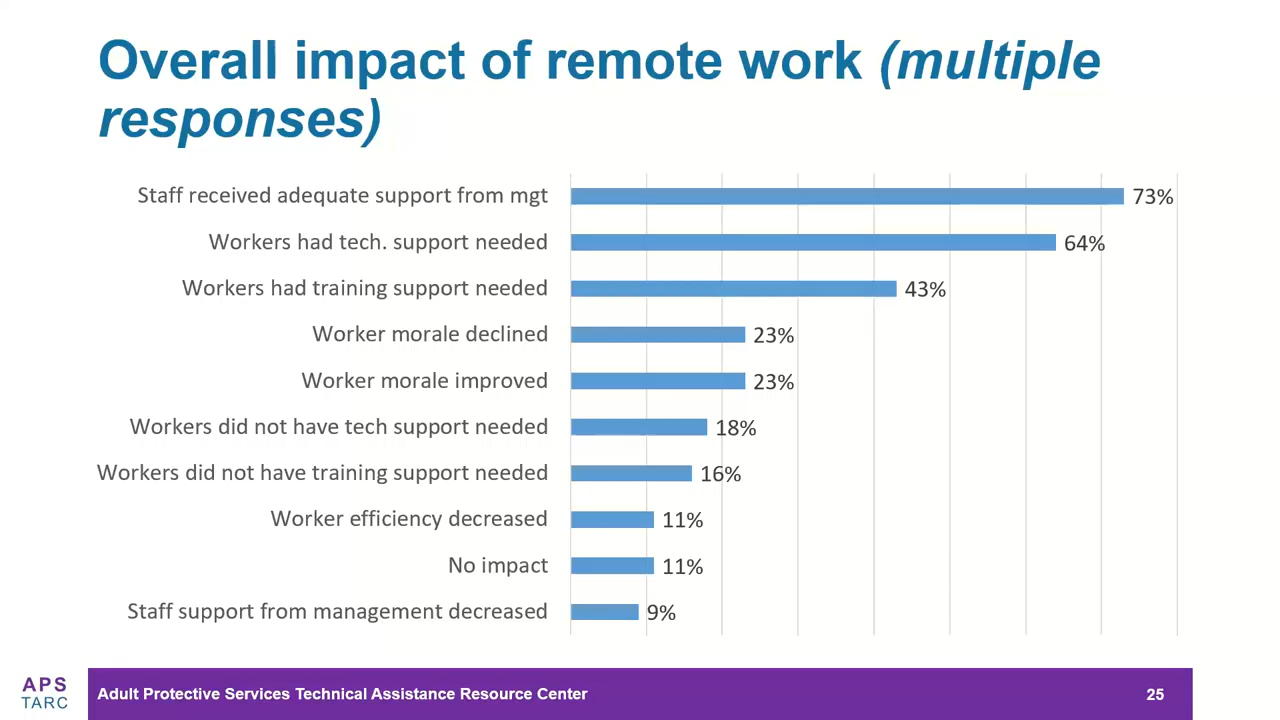 Overall impact of remote work (multiple
responses)
Staff received adequate support from mgt 73%
Workers had tech. support needed 64%
Workers had training support needed 43%
Worker morale declined 23%
Worker morale improved 23%
Workers did not have tech support needed 18%
Workers did not have training support needed 16%
Worker efficiency decreased 11%
No impact 11%
Staff support from management decreased 9%
APS
TARC
Adult Protective Services Technical Assistance Resource Center 25